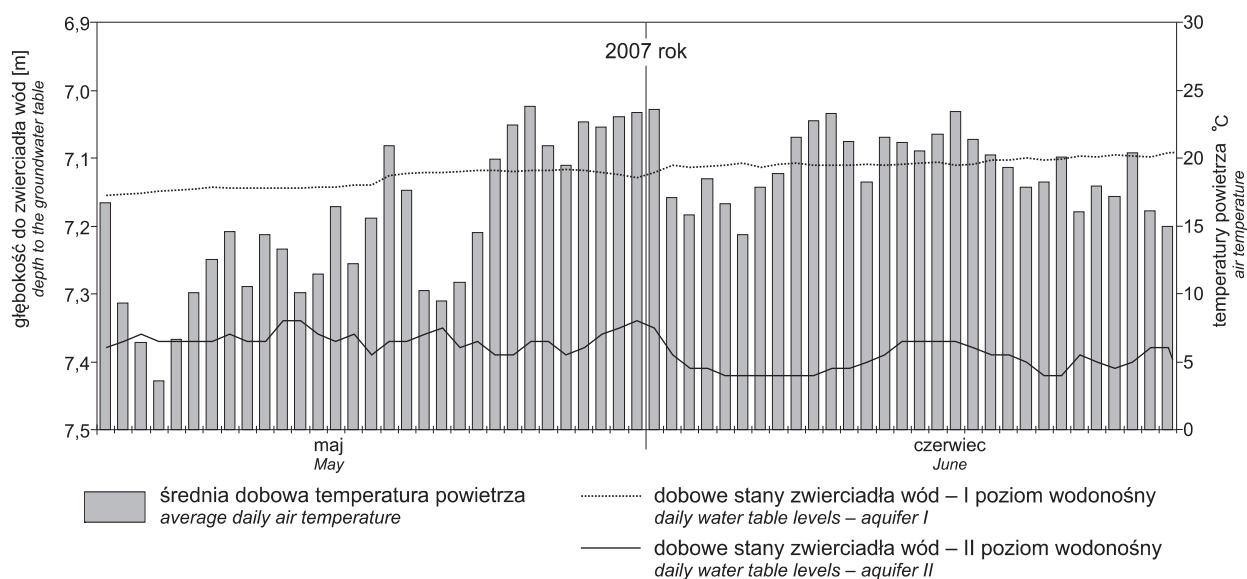 głębokość do zwierciadła wód [m]
depth to the groundwater table
6,9
7,0
7,1
7,2
7,3
7,4
7,5
2007 rok
30
25
20
15
10
5
0
temperatury powietrza °C
air temperature
maj
May
czerwiec
June
średnia dobowa temperatura powietrza
average daily air temperature
dobowe stany zwierciadła wód – I poziom wodonośny
daily water table levels – aquifer I
dobowe stany zwierciadła wód – II poziom wodonośny
daily water table levels – aquifer II